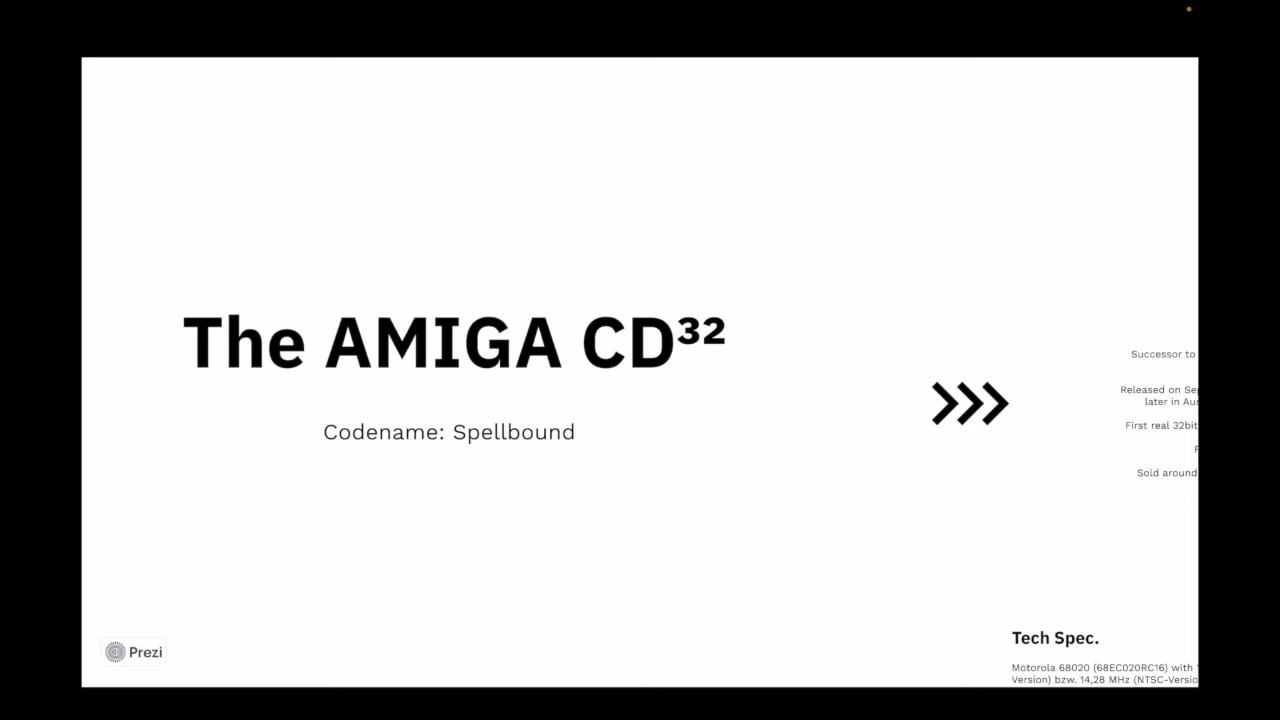 The AMIGA CD³²
Codename: Spellbound
Successor to
Released on
later in
First real 32bit
Sold around
Tech Spec.
Motorola 68020 (68EC020RC16) with
Version) bzw. 14,28 MHz (NTSC-Versio
Prezi